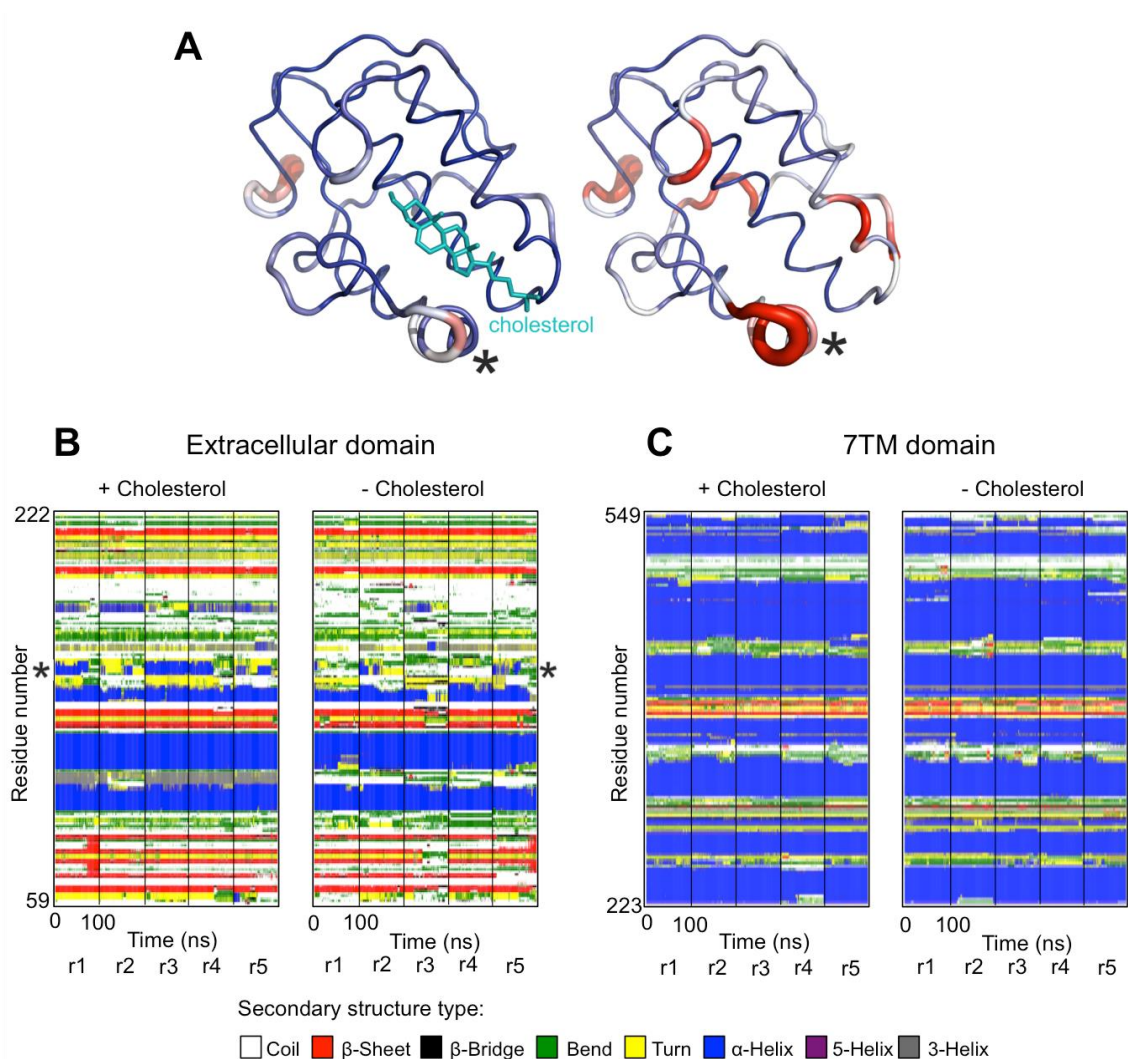 A
cholesterol
*
*
B Extracellular domain
C 7TM domain
+ Cholesterol
- Cholesterol
+ Cholesterol
- Cholesterol
222
549
Residue number
*
*
Residue number
59
223
0 100
0 100
0 100
0 100
Time (ns)
Time (ns)
Time (ns)
Time (ns)
r1 r2 r3 r4 r5
r1 r2 r3 r4 r5
r1 r2 r3 r4 r5
r1 r2 r3 r4 r5
Secondary structure type:
Coil β-Sheet β-Bridge Bend Turn α-Helix 5-Helix 3-Helix